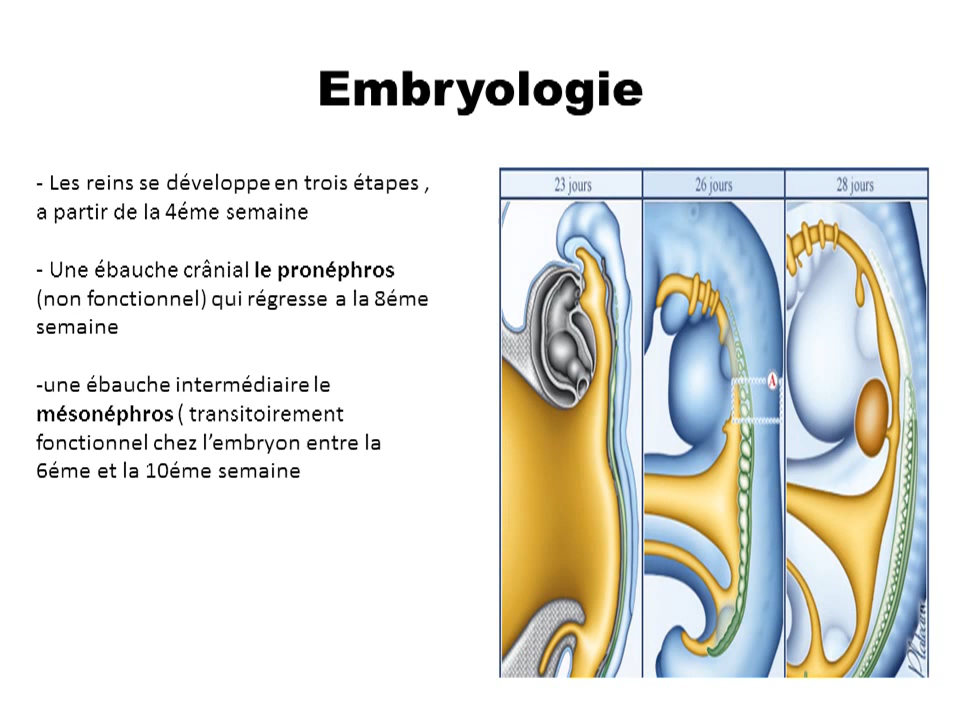 Embryologie
- Les reins se développe en trois étapes ,
a partir de la 4éme semaine
- Une ébauche crânial le pronéphros
(non fonctionnel) qui régresse a la 8éme
semaine
-une ébauche intermédiaire le
mésonéphros ( transitoirement
fonctionnel chez l’embryon entre la
6éme et la 10éme semaine
23 jours
26 jours
28 jours
A